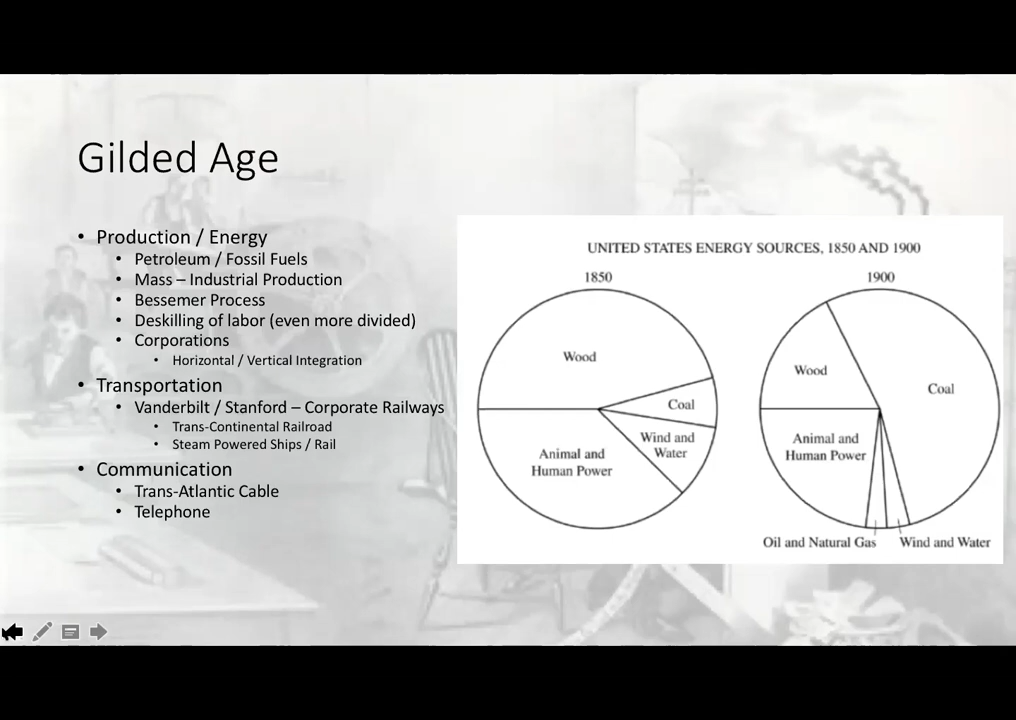 Gilded Age
• Production / Energy
• Petroleum / Fossil Fuels
• Mass – Industrial Production
• Bessemer Process
• Deskilling of labor (even more divided)
• Corporations
• Horizontal / Vertical Integration
• Transportation
• Vanderbilt / Stanford – Corporate Railways
• Trans-Continental Railroad
• Steam Powered Ships / Rail
• Communication
• Trans-Atlantic Cable
• Telephone
UNITED STATES ENERGY SOURCES, 1850 AND 1900
1850
Wood
Coal
Wind and
Water
Animal and
Human Power
1900
Wood
Coal
Animal and
Human Power
Oil and Natural Gas
Wind and Water